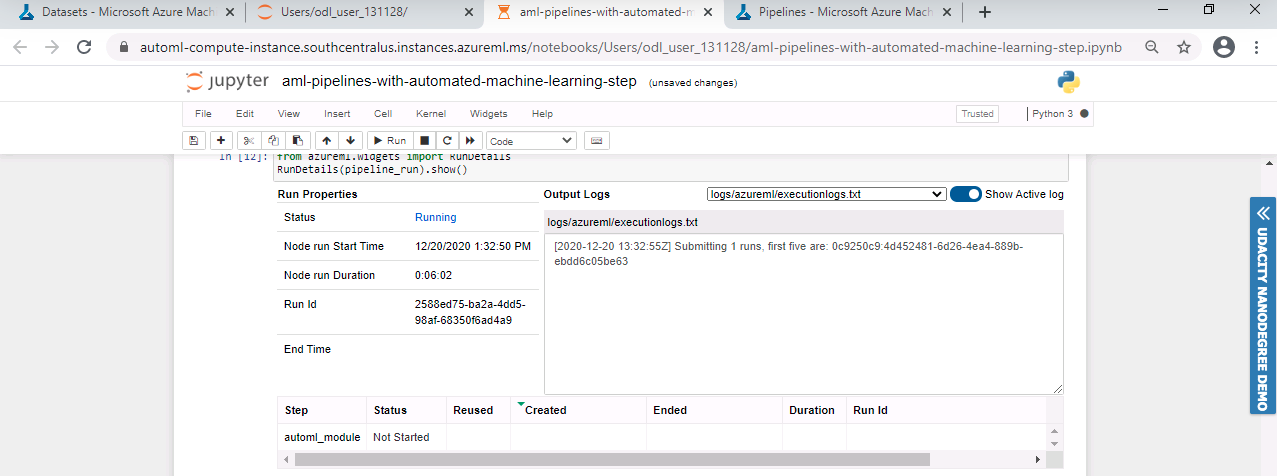 Datasets - Microsoft Azure Mach
Users/odl_user_131128/
aml-pipelines-with-automated-m
Pipelines - Microsoft Azure Mach
automl-compute-instance.southcentralus.instances.azureml.ms/notebooks/Users/odl_user_131128/aml-pipelines-with-automated-machine-learning-step.ipynb
jupyter aml-pipelines-with-automated-machine-learning-step (unsaved changes)
File Edit View Insert Cell Kernel Widgets Help Trusted Python 3
Run Code
In [12]: from azureml.widgets import RunDetails
RunDetails(pipeline_run).show()
Run Properties
Status Running
Node run Start Time 12/20/2020 1:32:50 PM
Node run Duration 0:06:02
Run Id 2588ed75-ba2a-4dd5-
98af-68350f6ad4a9
End Time
Output Logs logs/azureml/executionlogs.txt Show Active log
logs/azureml/executionlogs.txt
[2020-12-20 13:32:55Z] Submitting 1 runs, first five are: 0c9250c9:4d452481-6d26-4ea4-889b-
ebdd6c05be63
Step Status Reused Created Ended Duration Run Id
automl_module Not Started
UDACITY NANODEGREE DEMO